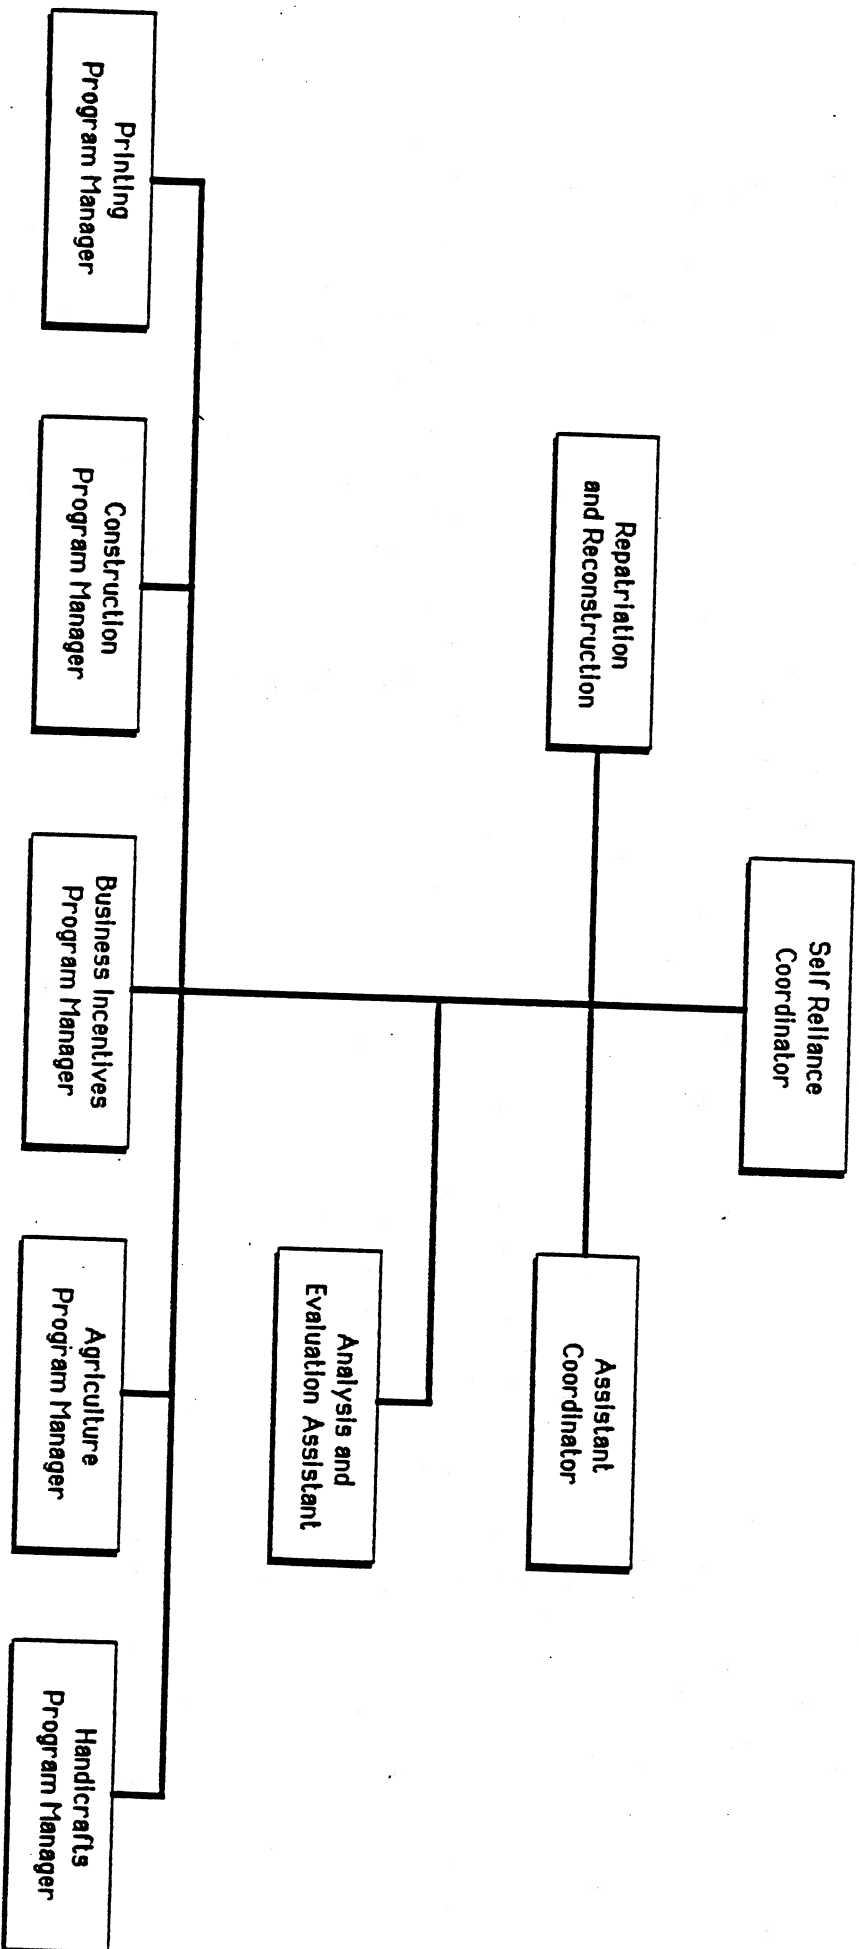 Self Reliance
Coordinator
Repatriation
and Reconstruction
Assistant
Coordinator
Analysis and
Evaluation Assistant
Printing
Program Manager
Construction
Program Manager
Business Incentives
Program Manager
Agriculture
Program Manager
Handicrafts
Program Manager